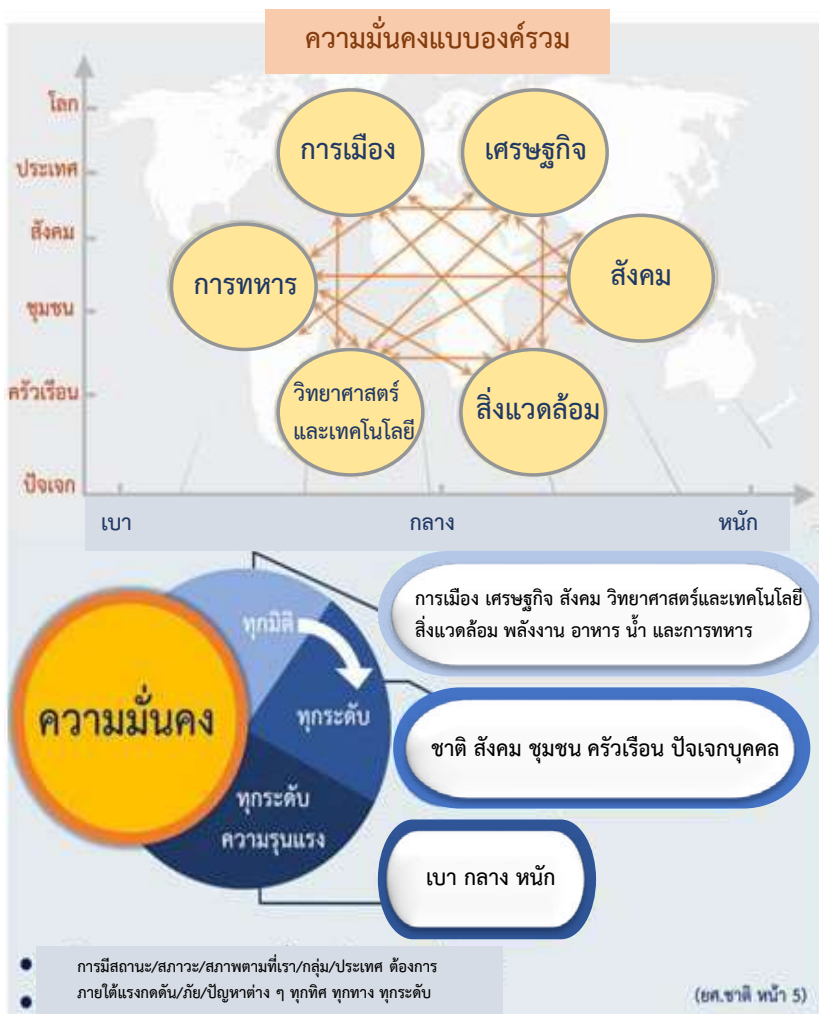 ความมั่นคงแบบองค์รวม
โลก
ประเทศ
สังคม
ชุมชน
ครัวเรือน
ปัจเจก
การเมือง
เศรษฐกิจ
การทหาร
สังคม
วิทยาศาสตร์
และเทคโนโลยี
สิ่งแวดล้อม
เบา กลาง หนัก
ความมั่นคง
ทุกมิติ
ทุกระดับ
ทุกระดับ
ความรุนแรง
การเมือง เศรษฐกิจ สังคม วิทยาศาสตร์และเทคโนโลยี
สิ่งแวดล้อม พลังงาน อาหาร น้ำ และการทหาร
ชาติ สังคม ชุมชน ครัวเรือน ปัจเจกบุคคล
เบา กลาง หนัก
การมีสถานะ/สภาวะ/สภาพตามที่เรา/กลุ่ม/ประเทศ ต้องการ
ภายใต้แรงกดดัน/ภัย/ปัญหาต่าง ๆ ทุกทิศ ทุกทาง ทุกระดับ
(ยศ.ชาติ หน้า 5)